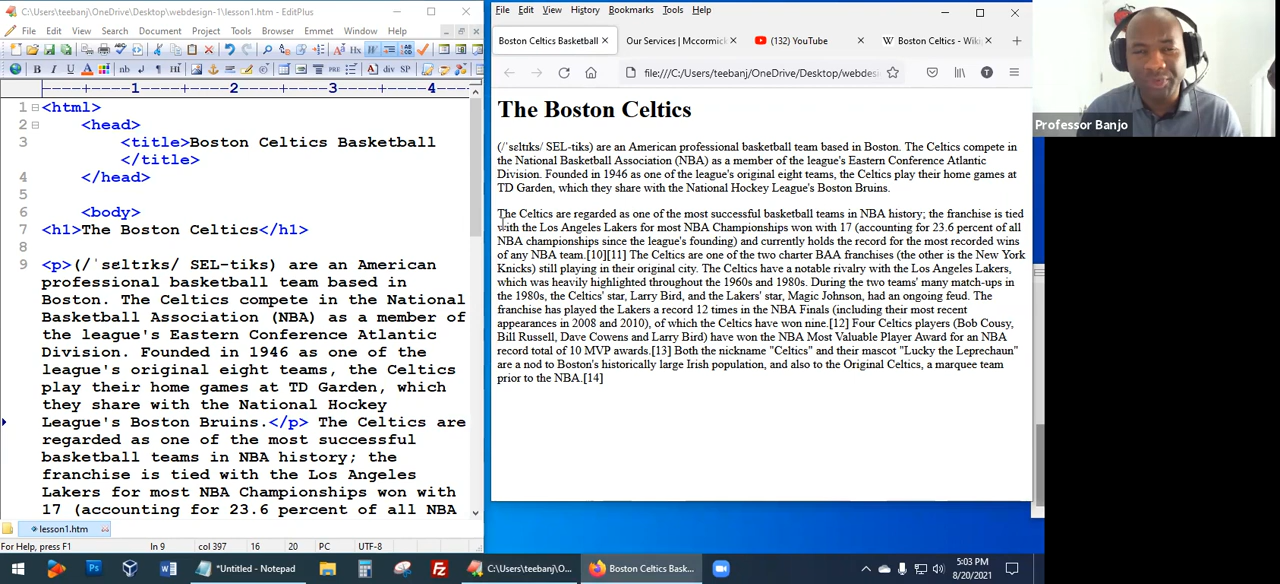 C:\Users\teebanj\OneDrive\Desktop\webdesign-1\lesson1.htm - EditPlus
File Edit View Search Document Project Tools Browser Emmet Window Help
----+----1----+----2----+----3----+----4
1 <html>
2 <head>
3 <title>Boston Celtics Basketball
</title>
4 </head>
5
6 <body>
7 <h1>The Boston Celtics</h1>
8
9 <p>(/ˈsɛltɪks/ SEL-tiks) are an American
professional basketball team based in
Boston. The Celtics compete in the National
Basketball Association (NBA) as a member of
the league's Eastern Conference Atlantic
Division. Founded in 1946 as one of the
league's original eight teams, the Celtics
play their home games at TD Garden, which
they share with the National Hockey
League's Boston Bruins.</p> The Celtics are
regarded as one of the most successful
basketball teams in NBA history; the
franchise is tied with the Los Angeles
Lakers for most NBA Championships won with
17 (accounting for 23.6 percent of all NBA
lesson1.htm
For Help, press F1 ln 9 col 397 16 20 PC UTF-8
File Edit View History Bookmarks Tools Help
Boston Celtics Basketball Our Services | Mccormick (132) YouTube Boston Celtics - Wiki
file:///C:/Users/teebanj/OneDrive/Desktop/webdesi
The Boston Celtics
(/ˈsɛltɪks/ SEL-tiks) are an American professional basketball team based in Boston. The Celtics compete in
the National Basketball Association (NBA) as a member of the league's Eastern Conference Atlantic
Division. Founded in 1946 as one of the league's original eight teams, the Celtics play their home games at
TD Garden, which they share with the National Hockey League's Boston Bruins.
The Celtics are regarded as one of the most successful basketball teams in NBA history; the franchise is tied
with the Los Angeles Lakers for most NBA Championships won with 17 (accounting for 23.6 percent of all
NBA championships since the league's founding) and currently holds the record for the most recorded wins
of any NBA team.[10][11] The Celtics are one of the two charter BAA franchises (the other is the New York
Knicks) still playing in their original city. The Celtics have a notable rivalry with the Los Angeles Lakers,
which was heavily highlighted throughout the 1960s and 1980s. During the two teams' many match-ups in
the 1980s, the Celtics' star, Larry Bird, and the Lakers' star, Magic Johnson, had an ongoing feud. The
franchise has played the Lakers a record 12 times in the NBA Finals (including their most recent
appearances in 2008 and 2010), of which the Celtics have won nine.[12] Four Celtics players (Bob Cousy,
Bill Russell, Dave Cowens and Larry Bird) have won the NBA Most Valuable Player Award for an NBA
record total of 10 MVP awards.[13] Both the nickname "Celtics" and their mascot "Lucky the Leprechaun"
are a nod to Boston's historically large Irish population, and also to the Original Celtics, a marquee team
prior to the NBA.[14]
Professor Banjo
*Untitled - Notepad C:\Users\teebanj\O... Boston Celtics Bask... 5:03 PM
8/20/2021